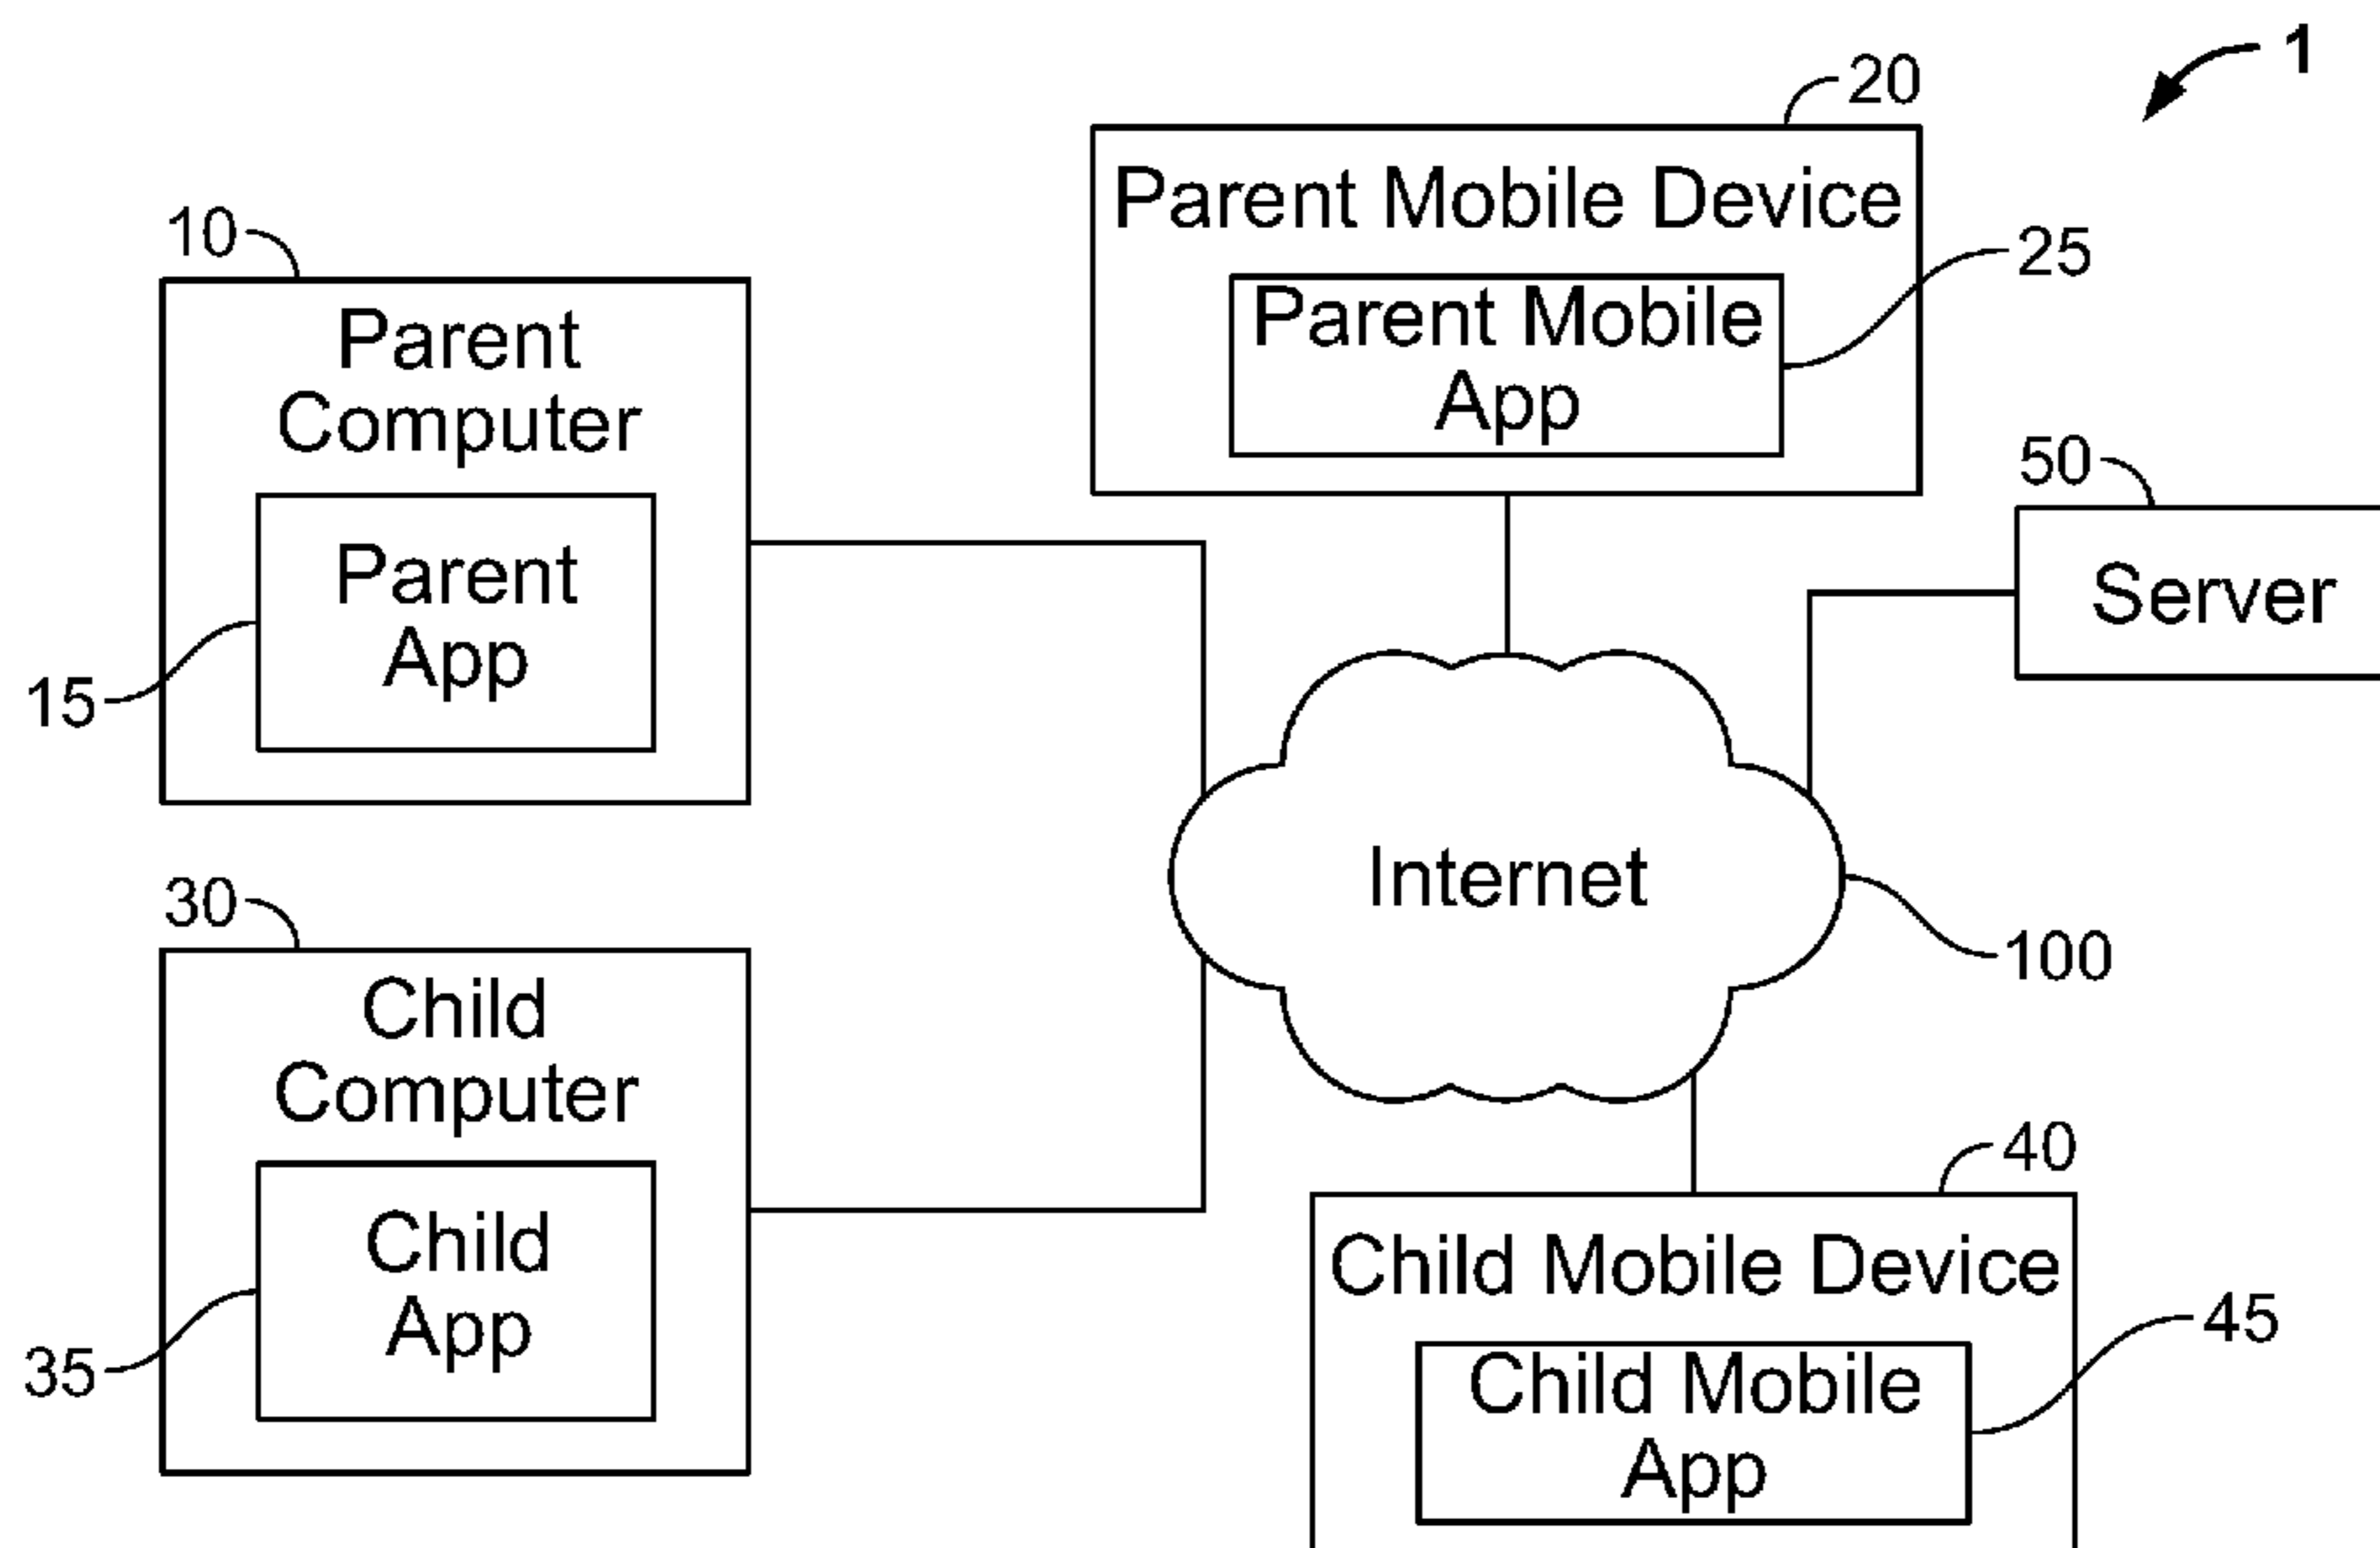 1
20
Parent Mobile Device
10
25
Parent Mobile
App
Parent
Computer
50
Server
Parent
App
15
Internet
30
100
Child
Computer
40
Child Mobile Device
Child
App
35
45
Child Mobile
App